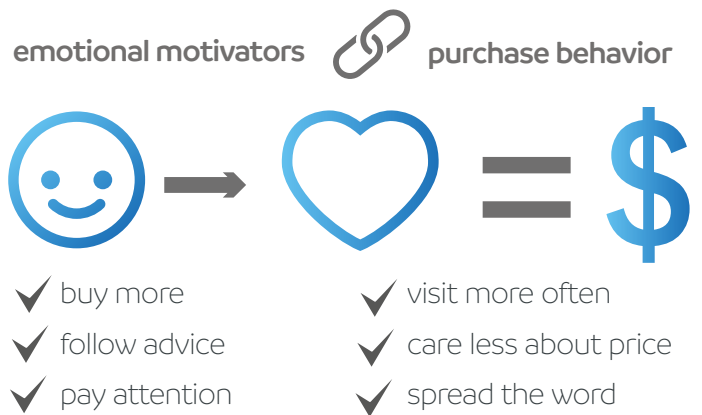 emotional motivators
purchase behavior
$
buy more
follow advice
pay attention
visit more often
care less about price
spread the word